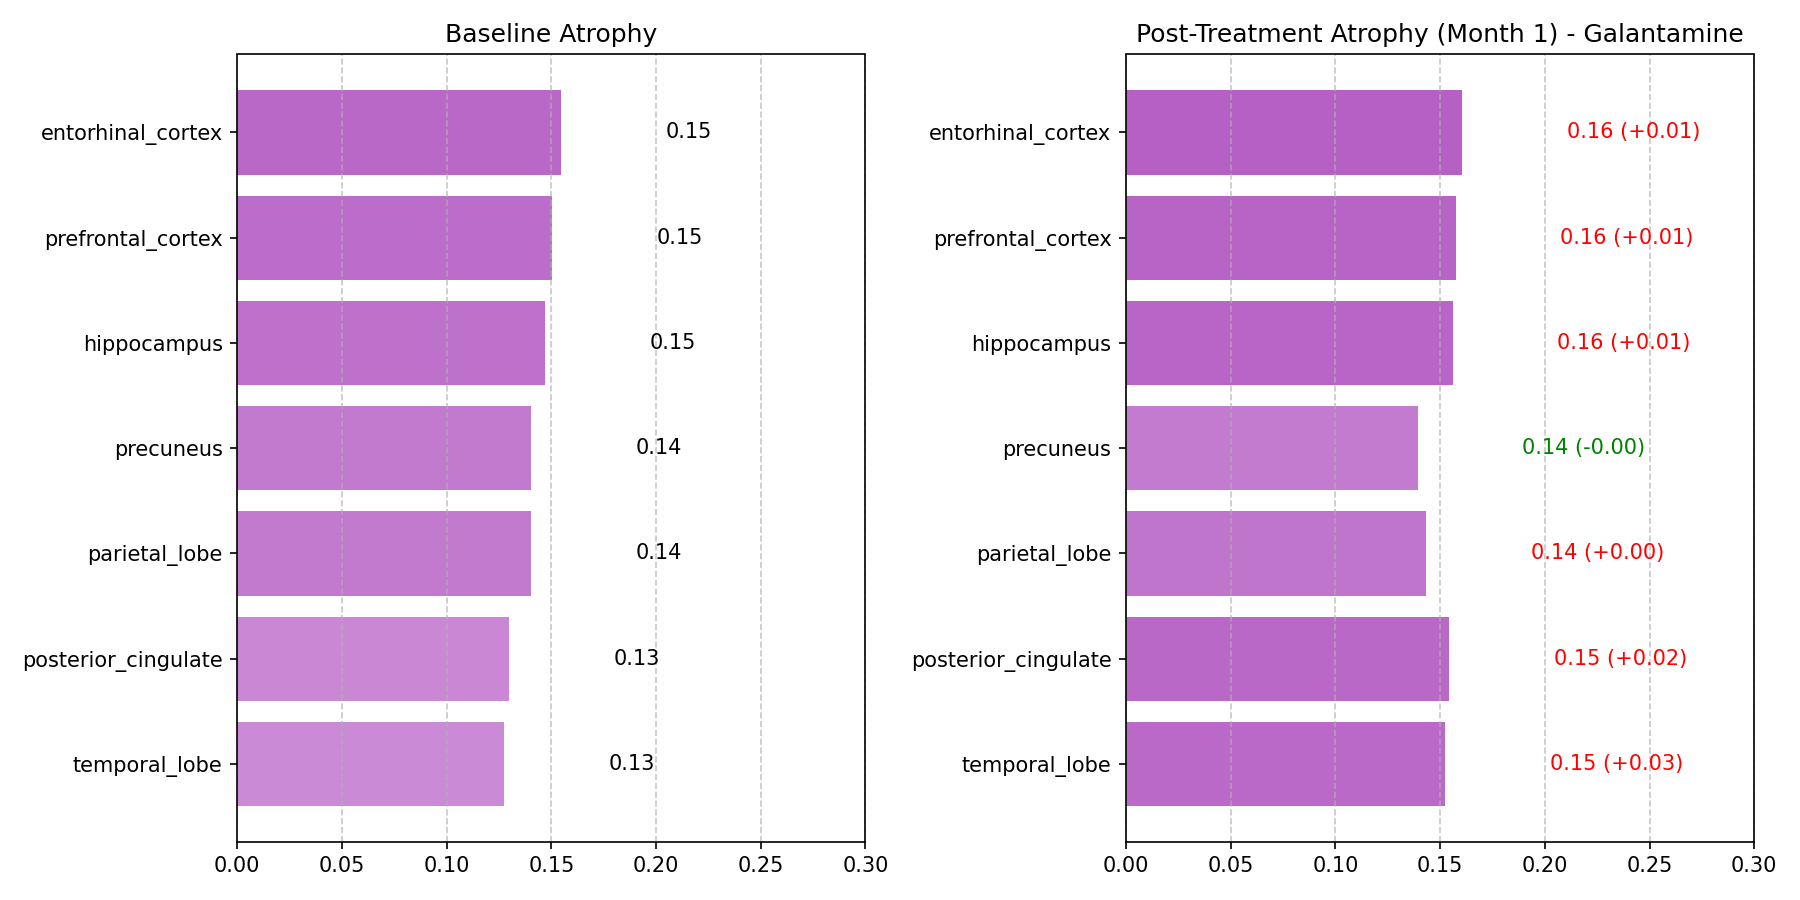 Baseline Atrophy
entorhinal_cortex
0.15
prefrontal_cortex
0.15
hippocampus
0.15
precuneus
0.14
parietal_lobe
0.14
posterior_cingulate
0.13
temporal_lobe
0.13
0.00 0.05 0.10 0.15 0.20 0.25 0.30
Post-Treatment Atrophy (Month 1) - Galantamine
entorhinal_cortex
0.16 (+0.01)
prefrontal_cortex
0.16 (+0.01)
hippocampus
0.16 (+0.01)
precuneus
0.14 (-0.00)
parietal_lobe
0.14 (+0.00)
posterior_cingulate
0.15 (+0.02)
temporal_lobe
0.15 (+0.03)
0.00 0.05 0.10 0.15 0.20 0.25 0.30